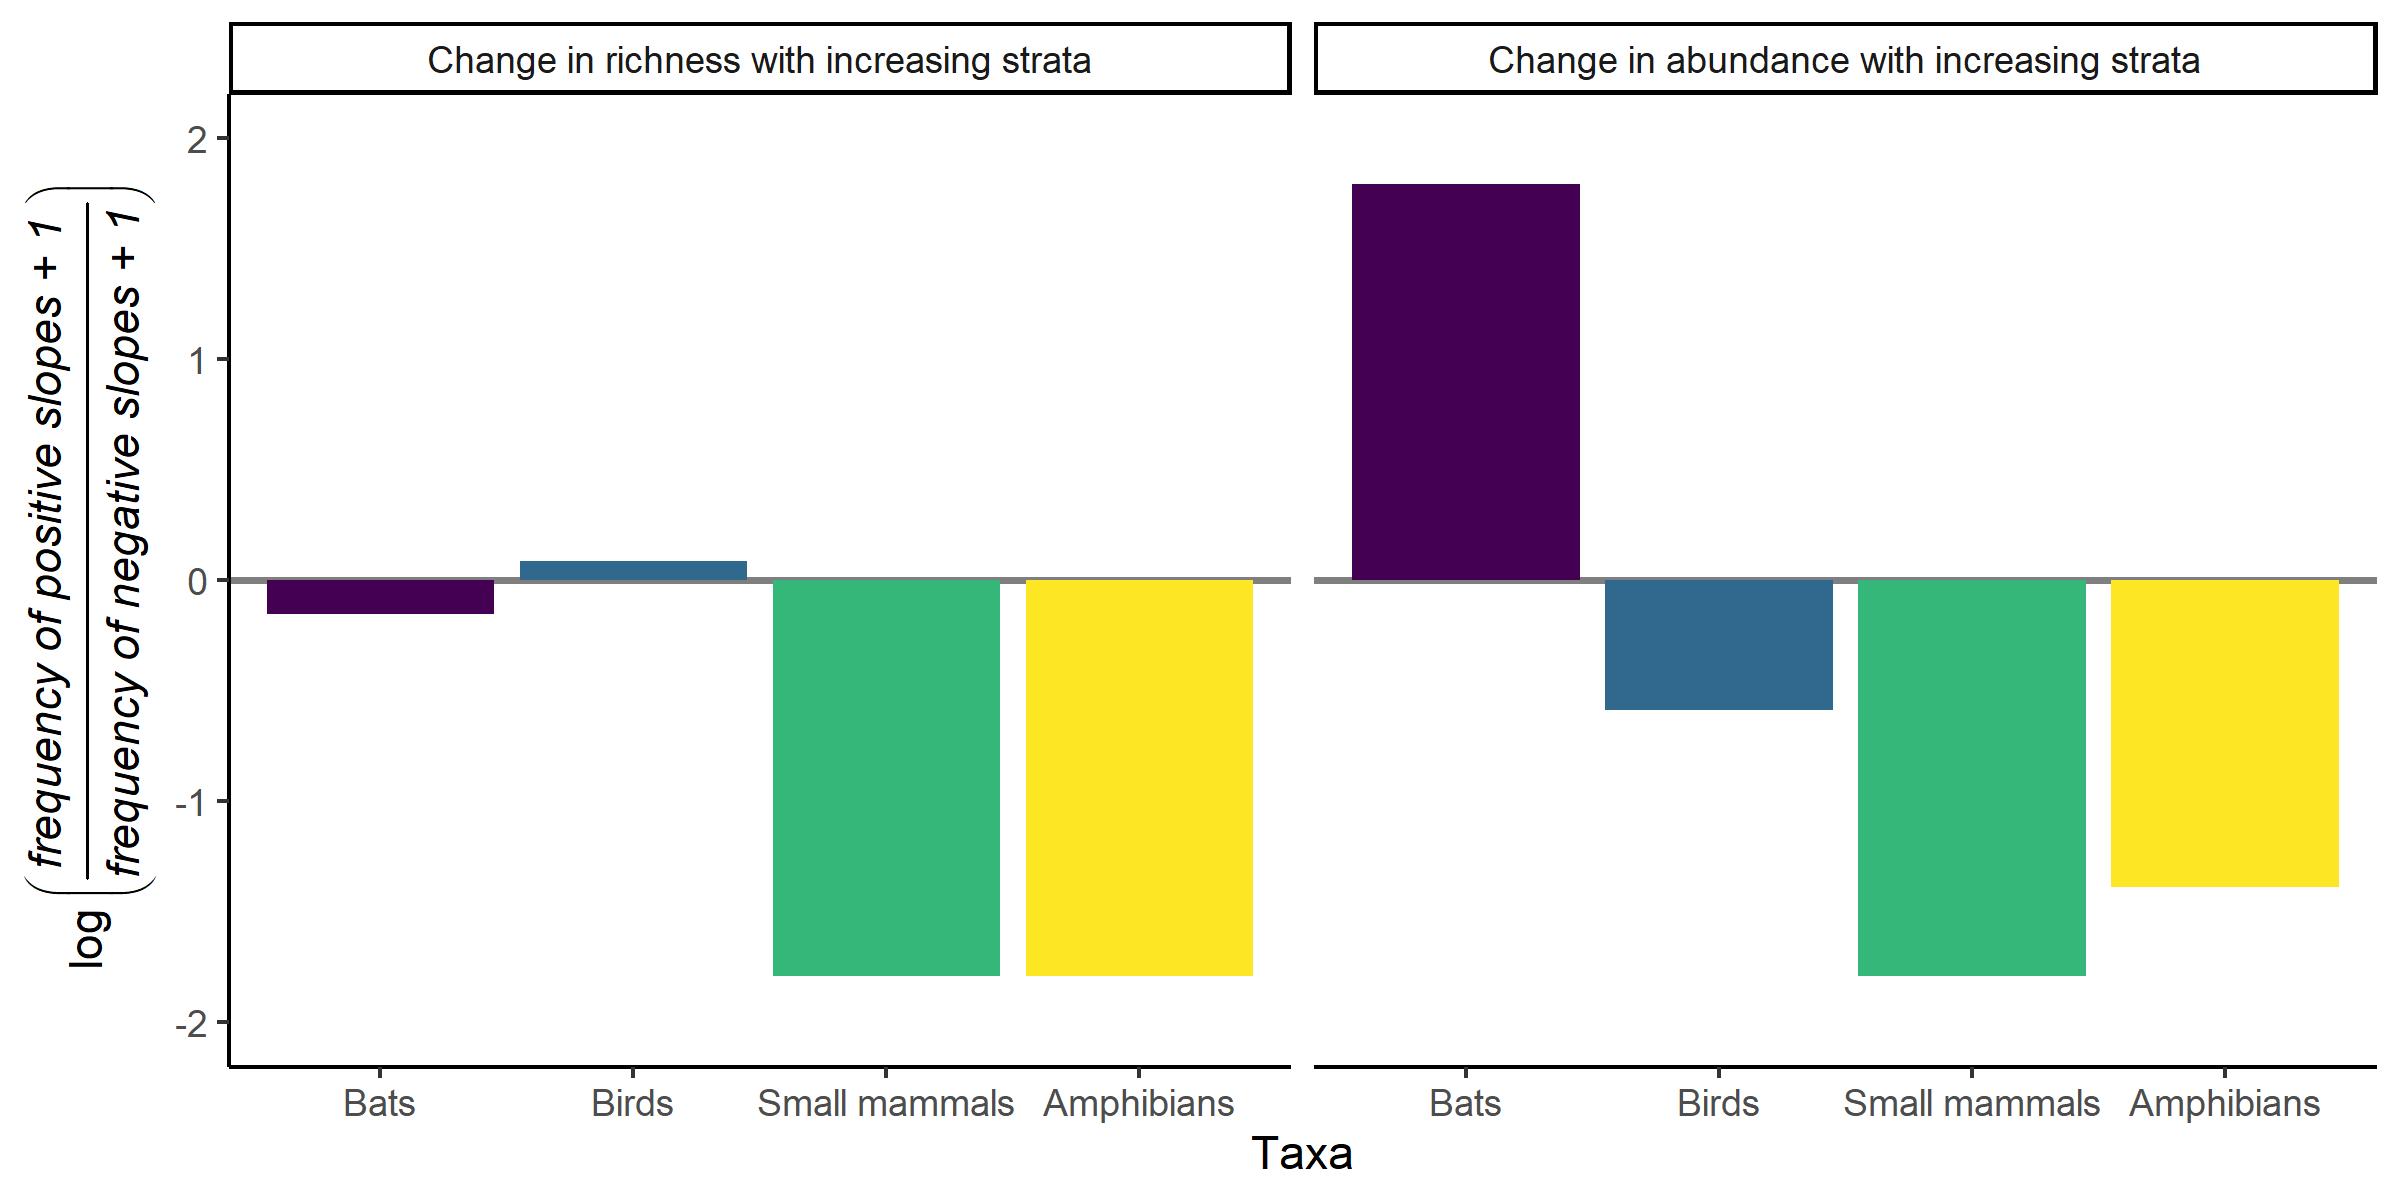 Change in richness with increasing strata
Change in abundance with increasing strata
log
frequency of positive slopes + 1
frequency of negative slopes + 1
2
1
0
-1
-2
Bats Birds Small mammals Amphibians
Bats Birds Small mammals Amphibians
Taxa